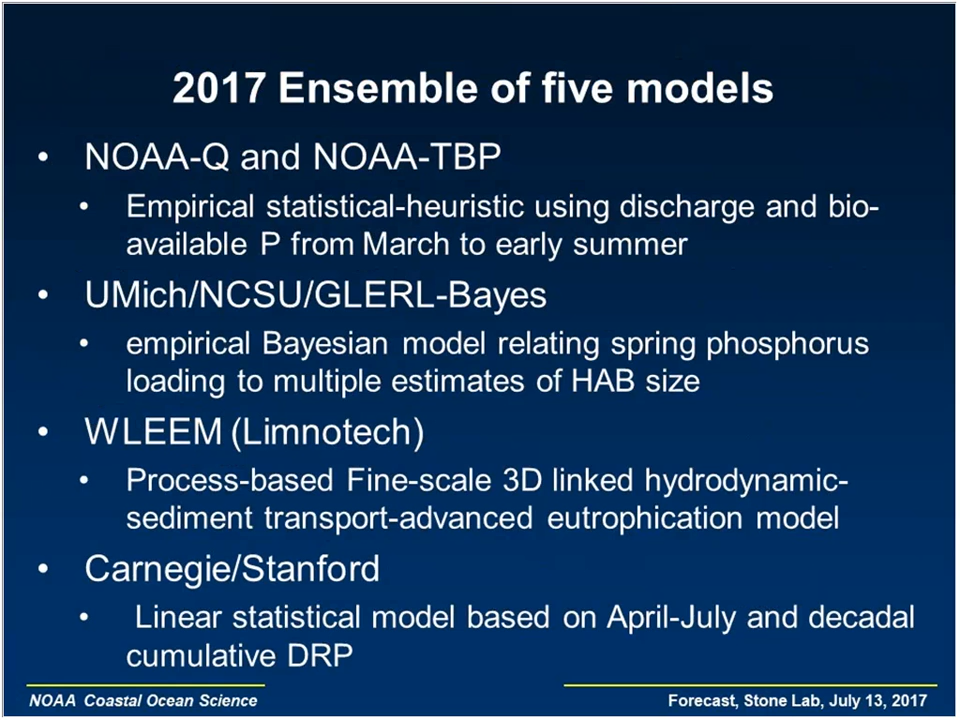 2017 Ensemble of five models
• NOAA-Q and NOAA-TBP
• Empirical statistical-heuristic using discharge and bio-
available P from March to early summer
• UMich/NCSU/GLERL-Bayes
• empirical Bayesian model relating spring phosphorus
loading to multiple estimates of HAB size
• WLEEM (Limnotech)
• Process-based Fine-scale 3D linked hydrodynamic-
sediment transport-advanced eutrophication model
• Carnegie/Stanford
• Linear statistical model based on April-July and decadal
cumulative DRP
NOAA Coastal Ocean Science
Forecast, Stone Lab, July 13, 2017